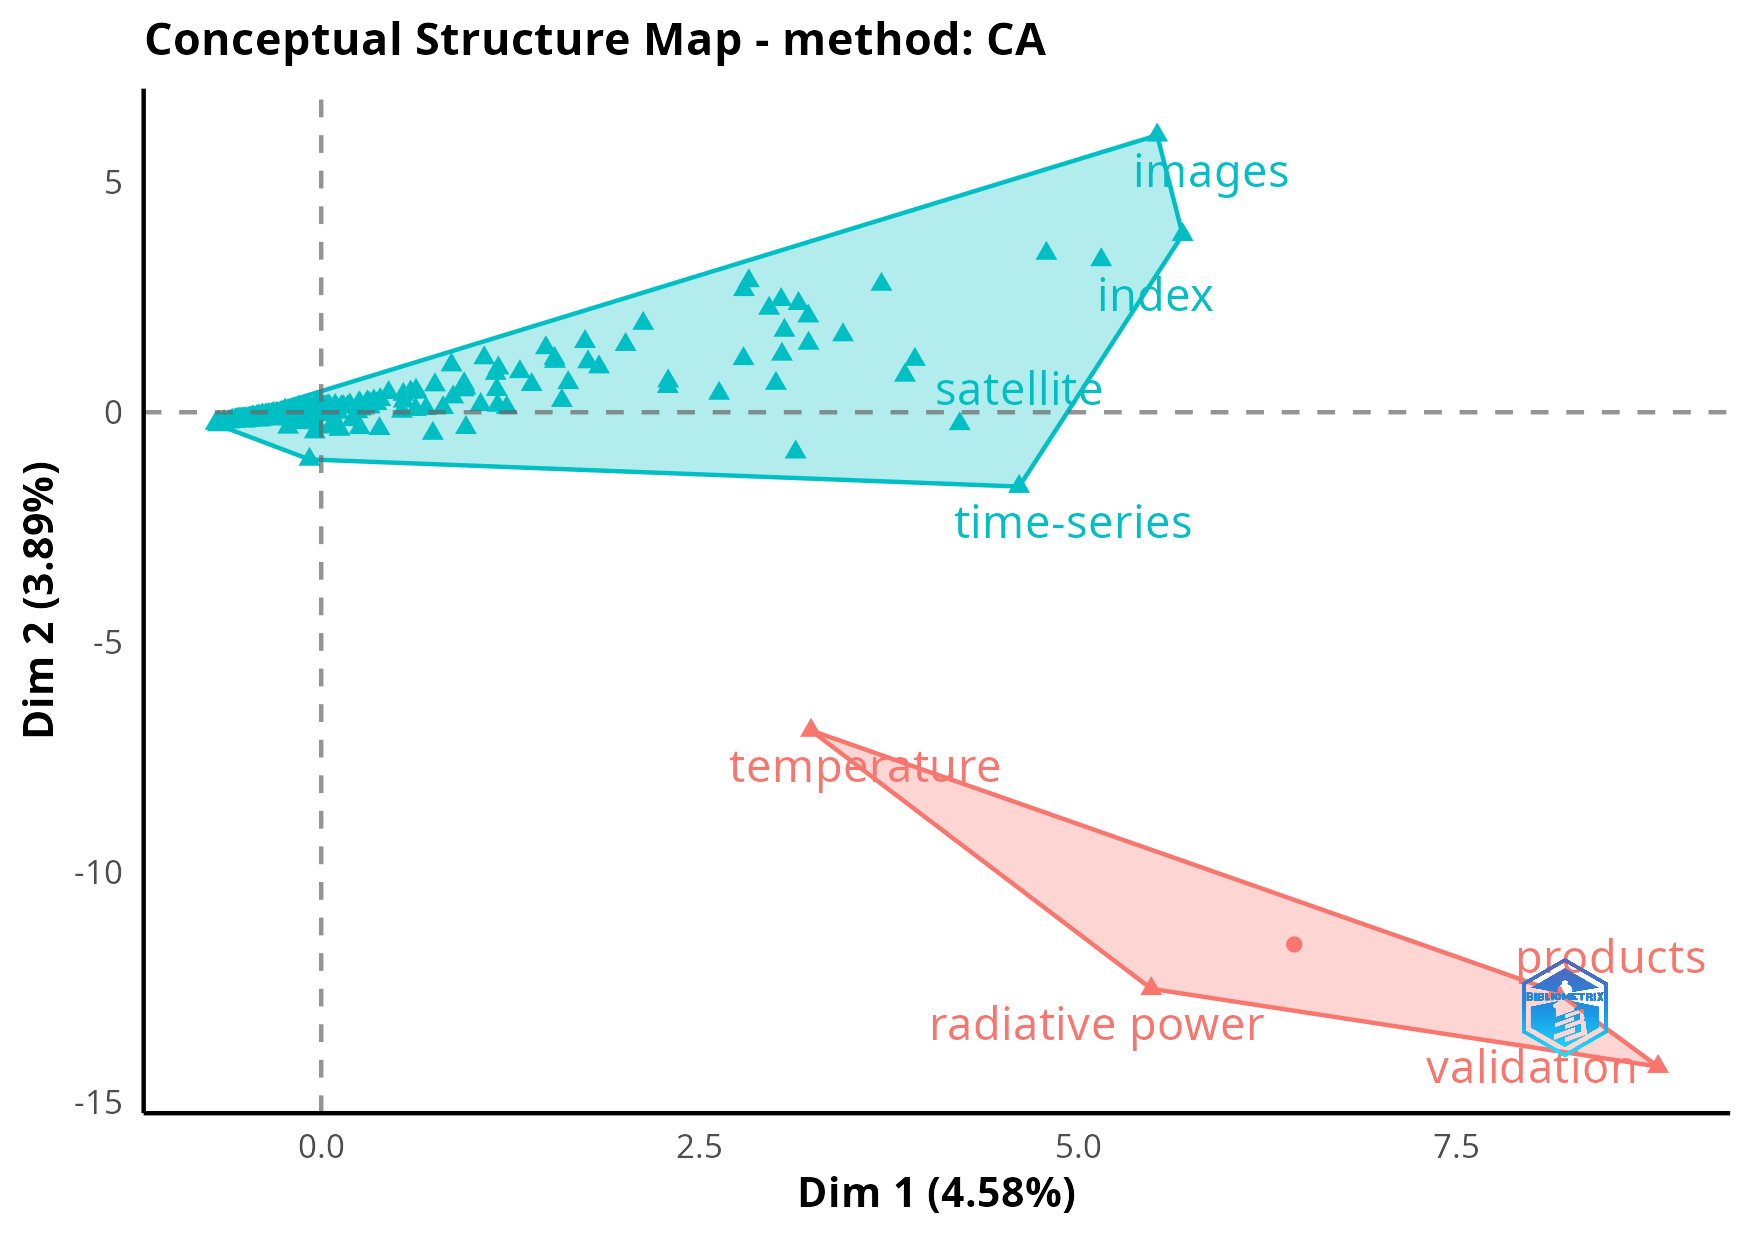 Conceptual Structure Map - method: CA
images
5
index
satellite
0
time-series
-5
temperature
-10
products
BIBLIOMETRIX
radiative power
validation
-15
0.0
2.5
5.0
7.5
Dim 1 (4.58%)
Dim 2 (3.89%)